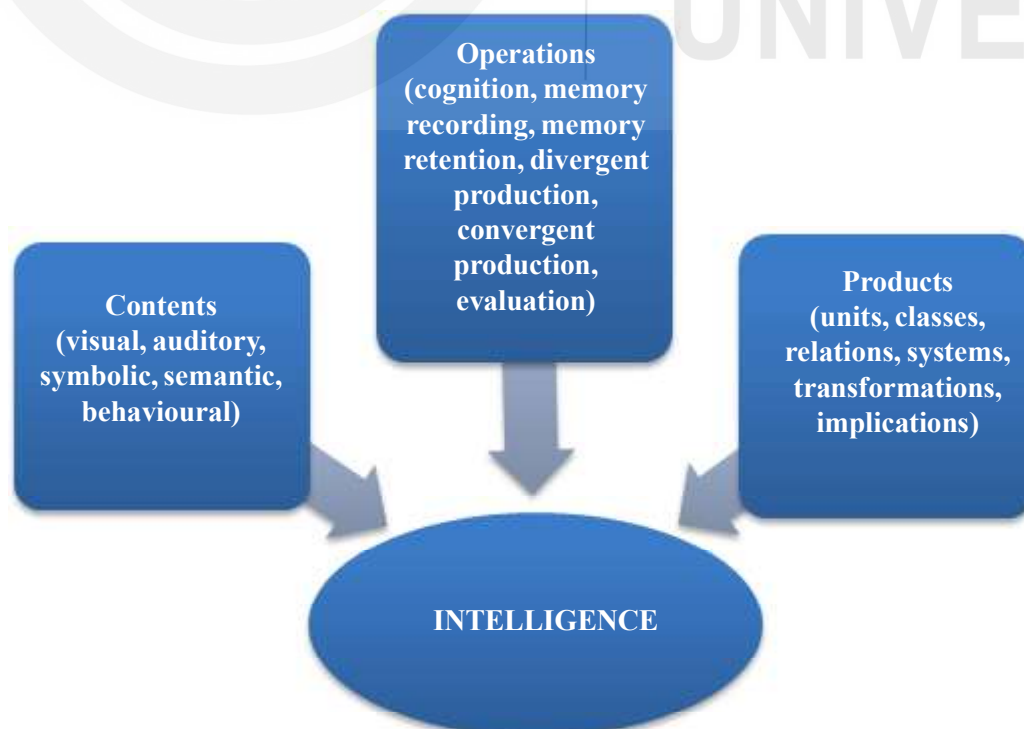 UNIVE
Operations
(cognition, memory
recording, memory
retention, divergent
production,
convergent
production,
evaluation)
Contents
(visual, auditory,
symbolic, semantic,
behavioural)
Products
(units, classes,
relations, systems,
transformations,
implications)
INTELLIGENCE